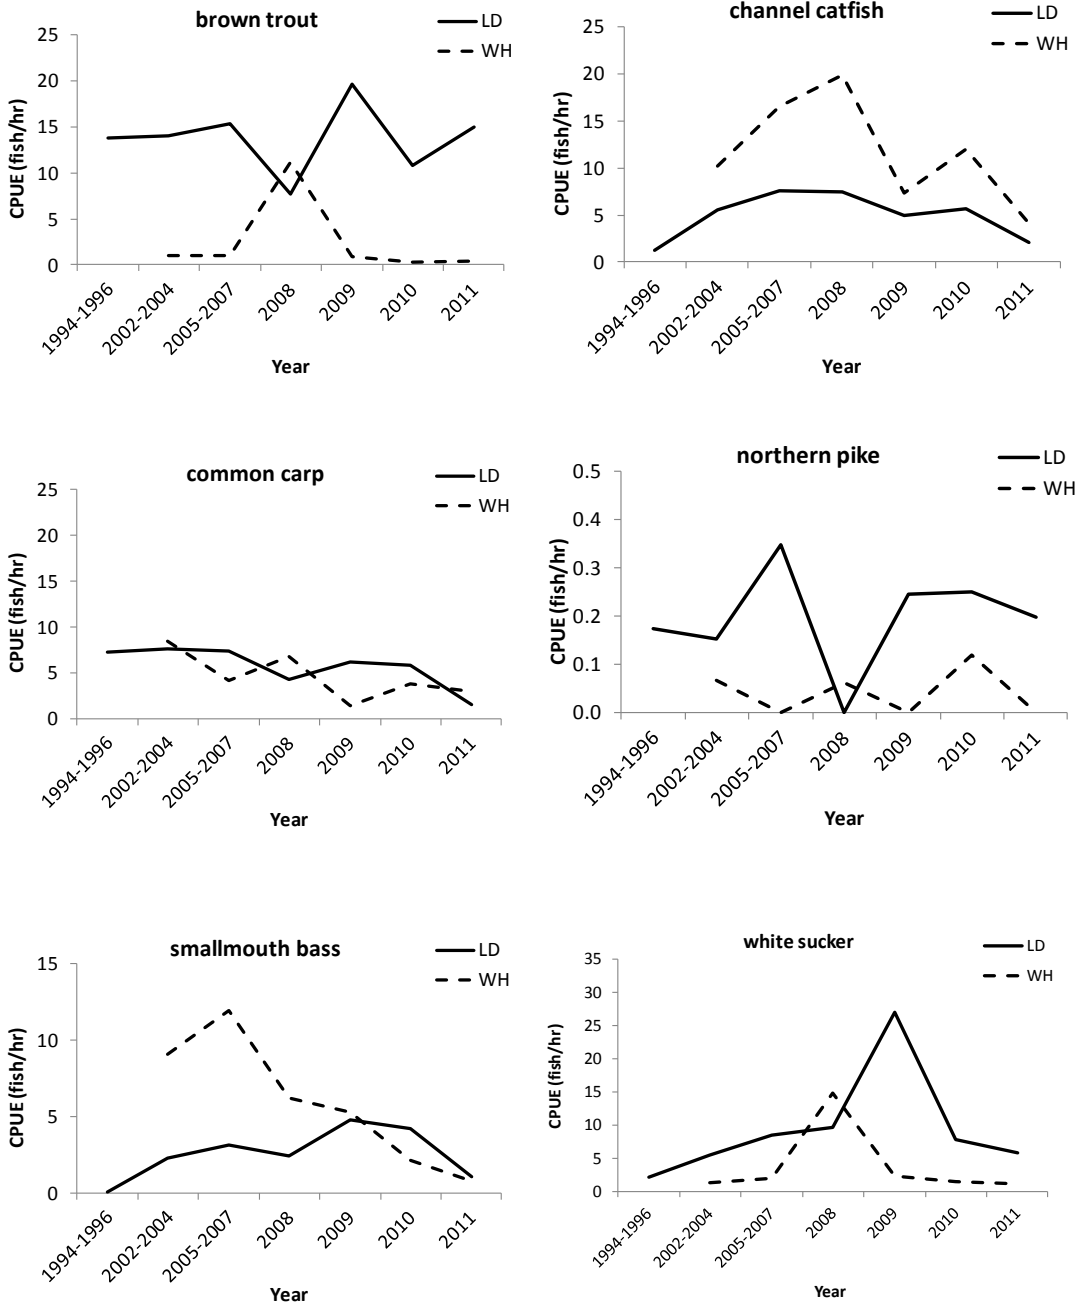 brown trout
LD
WH
25
20
15
10
5
0
CPUE (fish/hr)
1994-1996
2002-2004
2005-2007
2008
2009
2010
2011
Year
channel catfish
LD
WH
25
20
15
10
5
0
CPUE (fish/hr)
1994-1996
2002-2004
2005-2007
2008
2009
2010
2011
Year
common carp
LD
WH
25
20
15
10
5
0
CPUE (fish/hr)
1994-1996
2002-2004
2005-2007
2008
2009
2010
2011
Year
northern pike
LD
WH
0.5
0.4
0.3
0.2
0.1
0.0
CPUE (fish/hr)
1994-1996
2002-2004
2005-2007
2008
2009
2010
2011
Year
smallmouth bass
LD
WH
15
10
5
0
CPUE (fish/hr)
1994-1996
2002-2004
2005-2007
2008
2009
2010
2011
Year
white sucker
LD
WH
35
30
25
20
15
10
5
0
CPUE (fish/hr)
1994-1996
2002-2004
2005-2007
2008
2009
2010
2011
Year